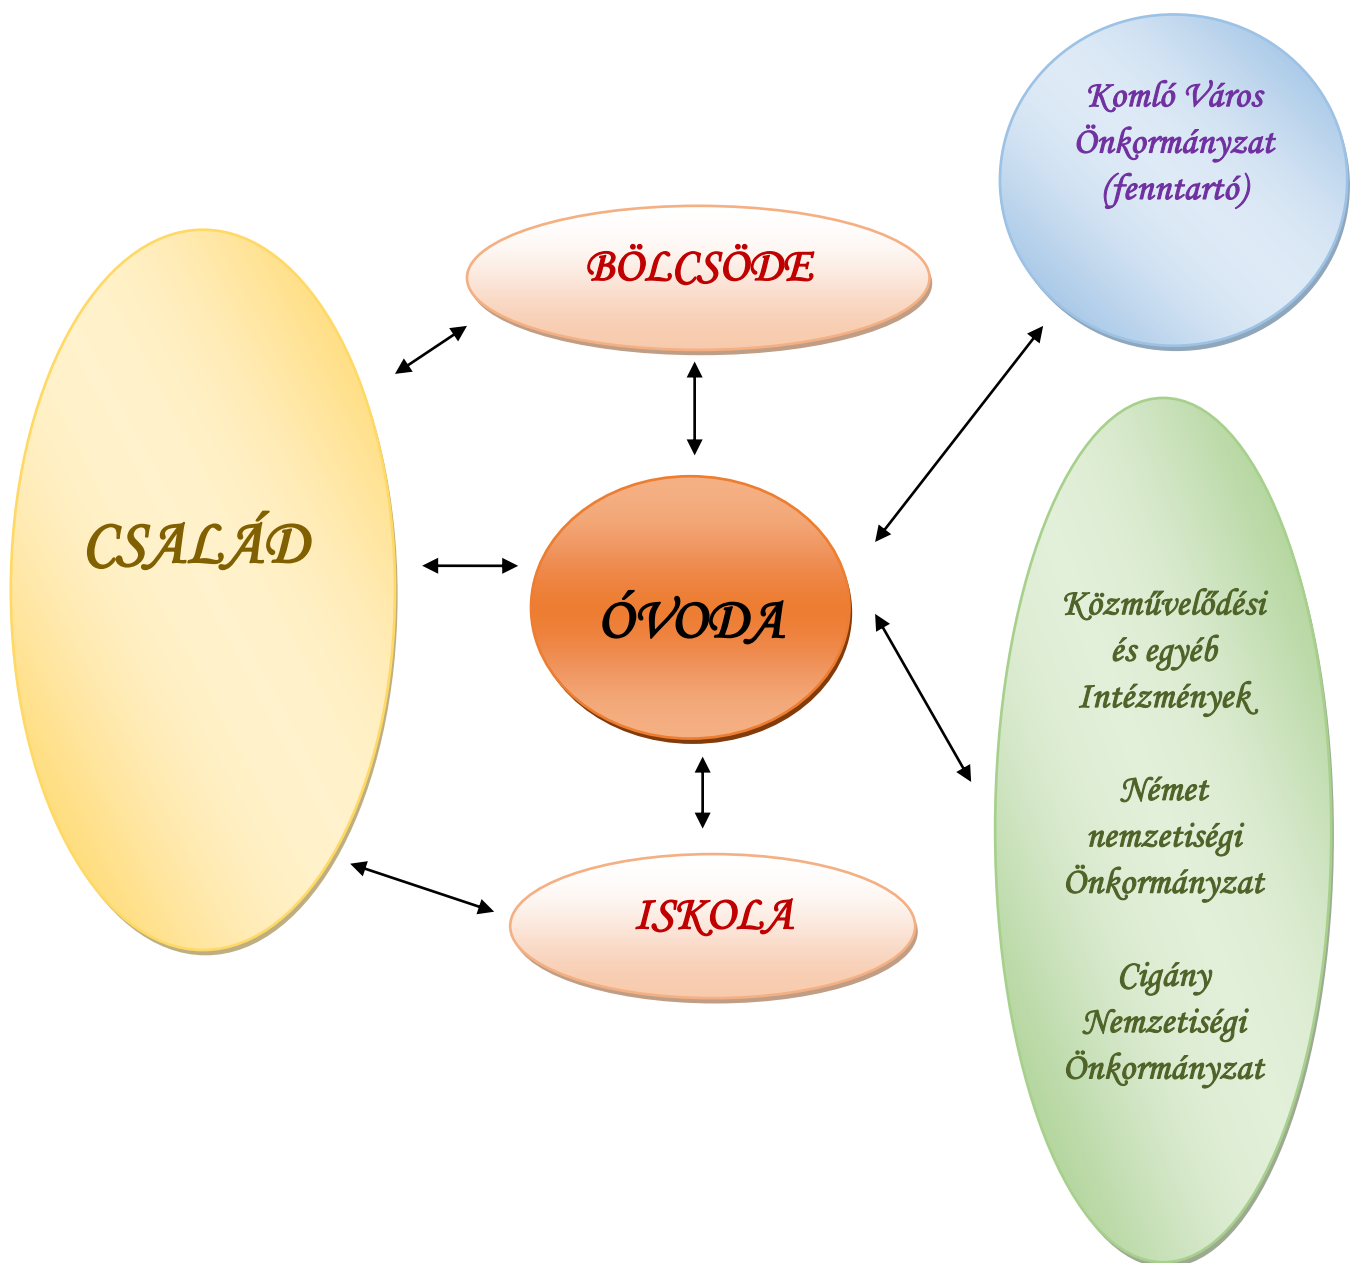 Komló Város
Önkormányzat
(fenntartó)
BÖLCSÖDE
CSALÁD
ÓVODA
ISKOLA
Közművelődési
és egyéb
Intézmények
Német
nemzetiségi
Önkormányzat
Cigány
Nemzetiségi
Önkormányzat